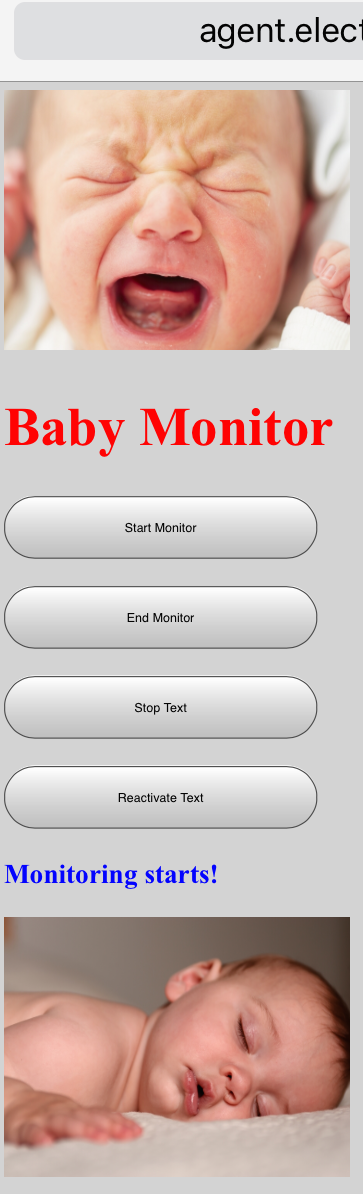 agent.elect
Baby Monitor
Start Monitor
End Monitor
Stop Text
Reactivate Text
Monitoring starts!